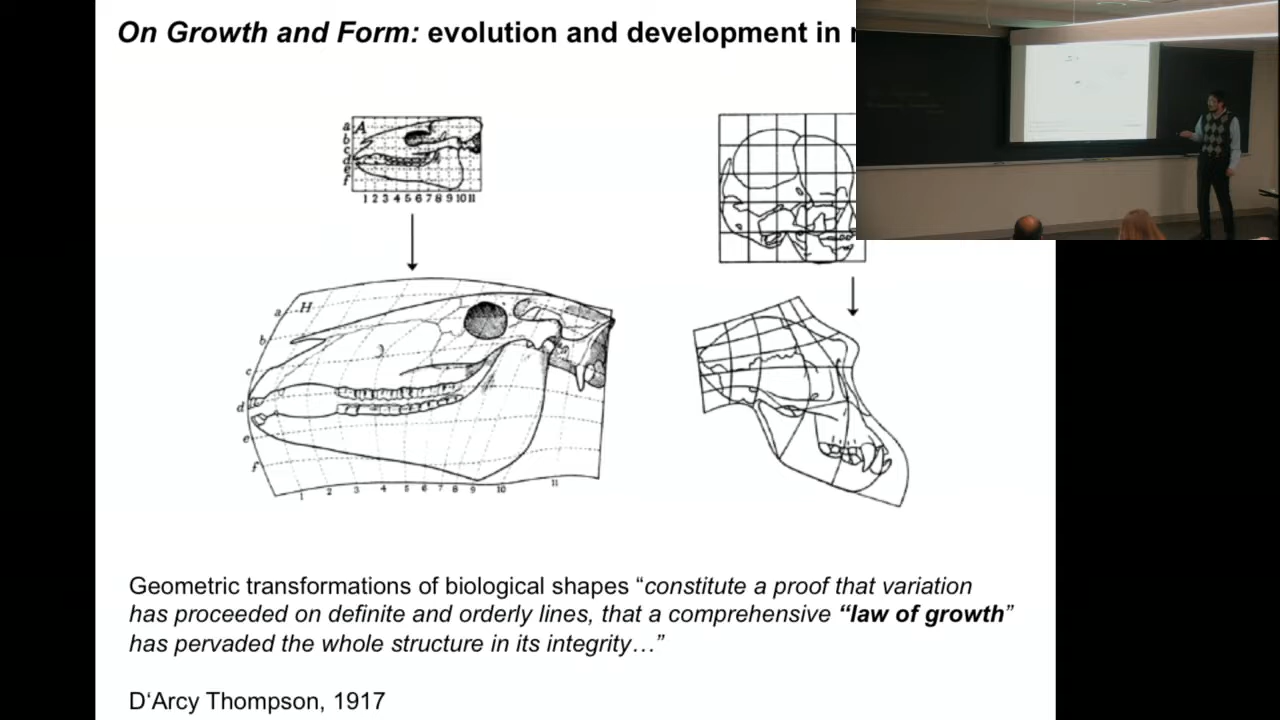 On Growth and Form: evolution and development in
a A
b
c
d
e
f
1 2 3 4 5 6 7 8 9 10 11
a H
b
c
d
e
f
1 2 3 4 5 6 7 8 9 10 11
Geometric transformations of biological shapes “constitute a proof that variation
has proceeded on definite and orderly lines, that a comprehensive “law of growth”
has pervaded the whole structure in its integrity…”
D‘Arcy Thompson, 1917